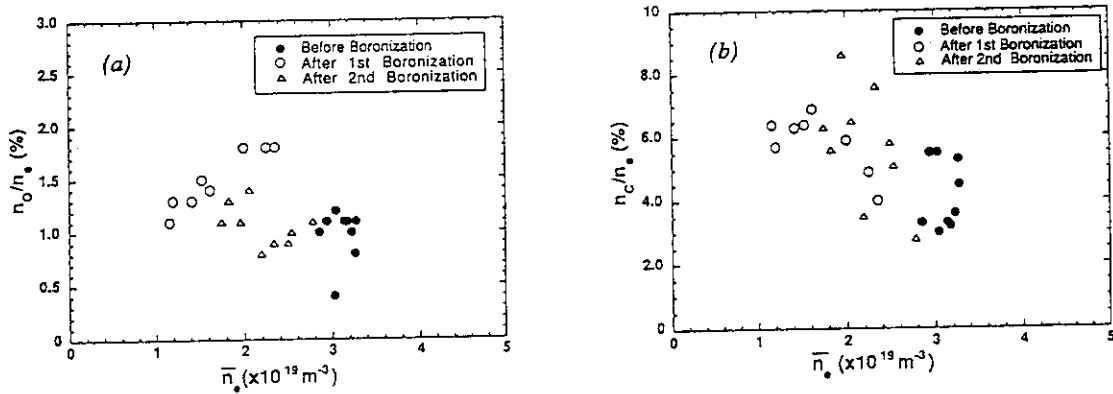 (a)
● Before Boronization
○ After 1st Boronization
△ After 2nd Boronization
3.0
2.5
2.0
1.5
1.0
0.5
0
0 1 2 3 4 5
n_O/n_e (%)
n̄_e (x10^19 m^-3)
(b)
● Before Boronization
○ After 1st Boronization
△ After 2nd Boronization
10
8.0
6.0
4.0
2.0
0
0 1 2 3 4 5
n_C/n_e (%)
n̄_e (x10^19 m^-3)